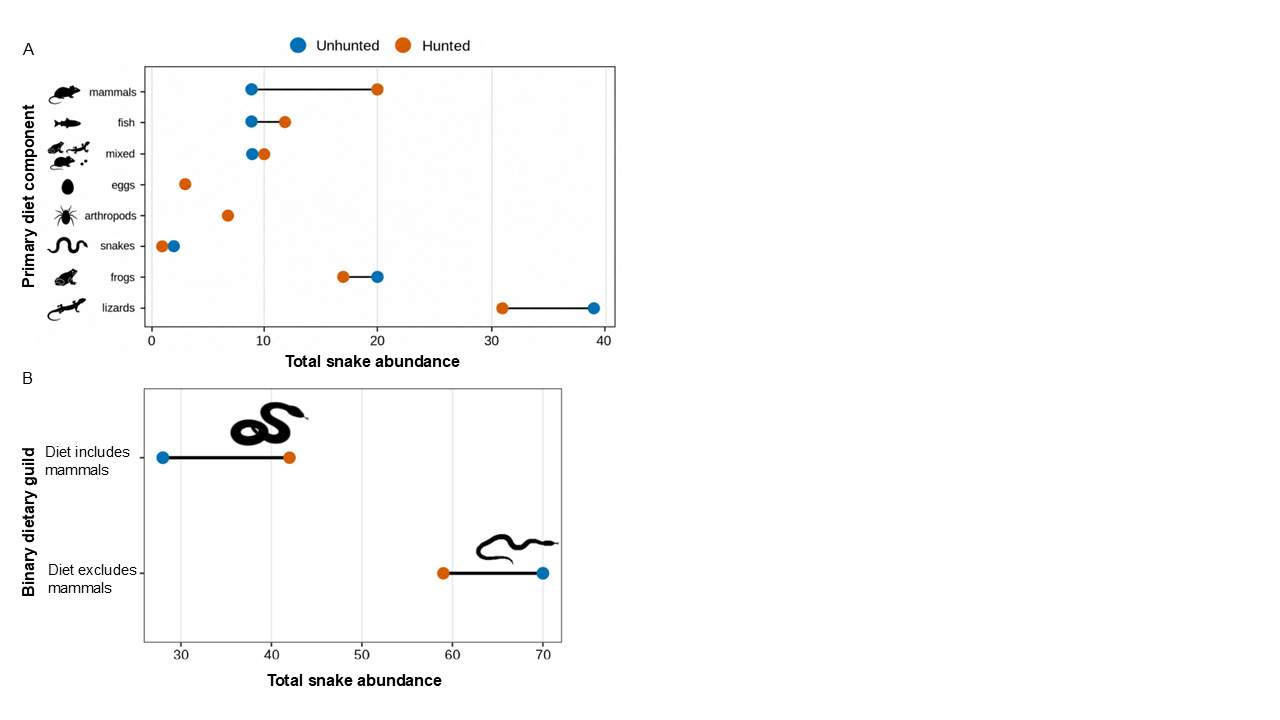 A
Unhunted
Hunted
Primary diet component
mammals
fish
mixed
eggs
arthropods
snakes
frogs
lizards
0 10 20 30 40
Total snake abundance
B
Binary dietary guild
Diet includes
mammals
Diet excludes
mammals
30 40 50 60 70
Total snake abundance